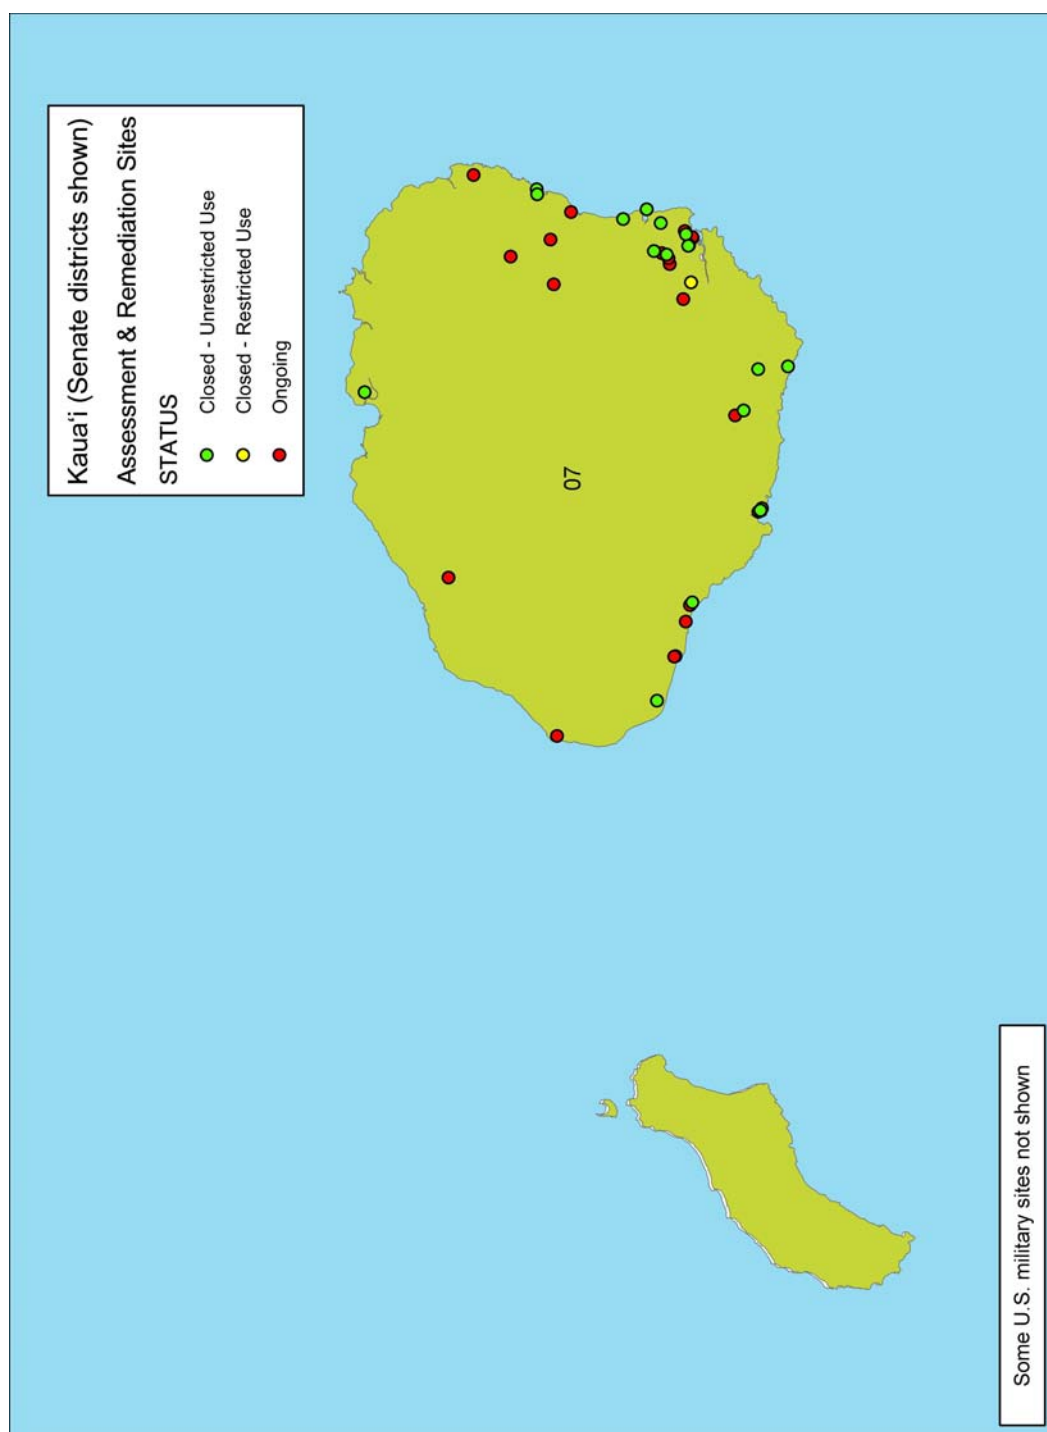 Kauaʻi (Senate districts shown)
Assessment & Remediation Sites
STATUS
Closed - Unrestricted Use
Closed - Restricted Use
Ongoing
07
Some U.S. military sites not shown